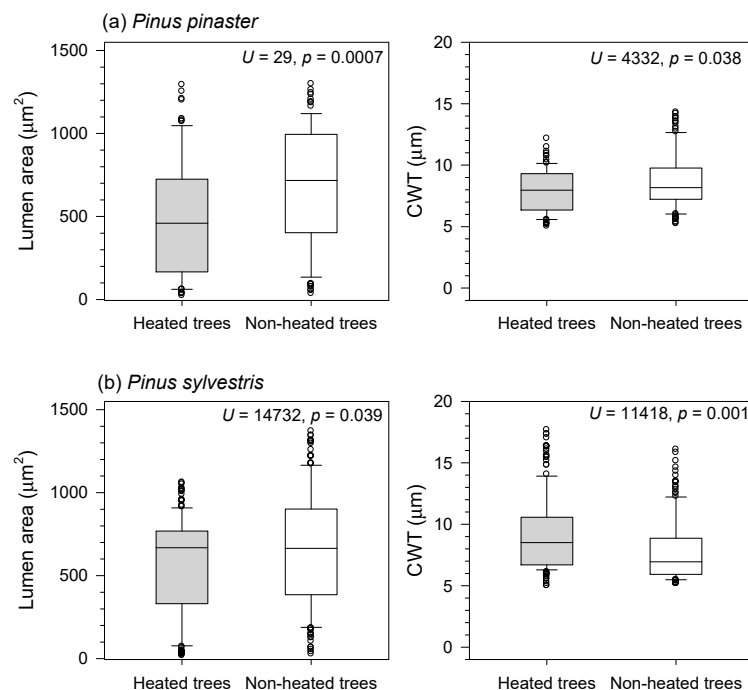 (a) Pinus pinaster
Lumen area (μm²)
1500
1000
500
0
U = 29, p = 0.0007
Heated trees Non-heated trees
CWT (μm)
20
15
10
5
0
U = 4332, p = 0.038
Heated trees Non-heated trees
(b) Pinus sylvestris
Lumen area (μm²)
1500
1000
500
0
U = 14732, p = 0.039
Heated trees Non-heated trees
CWT (μm)
20
15
10
5
0
U = 11418, p = 0.001
Heated trees Non-heated trees